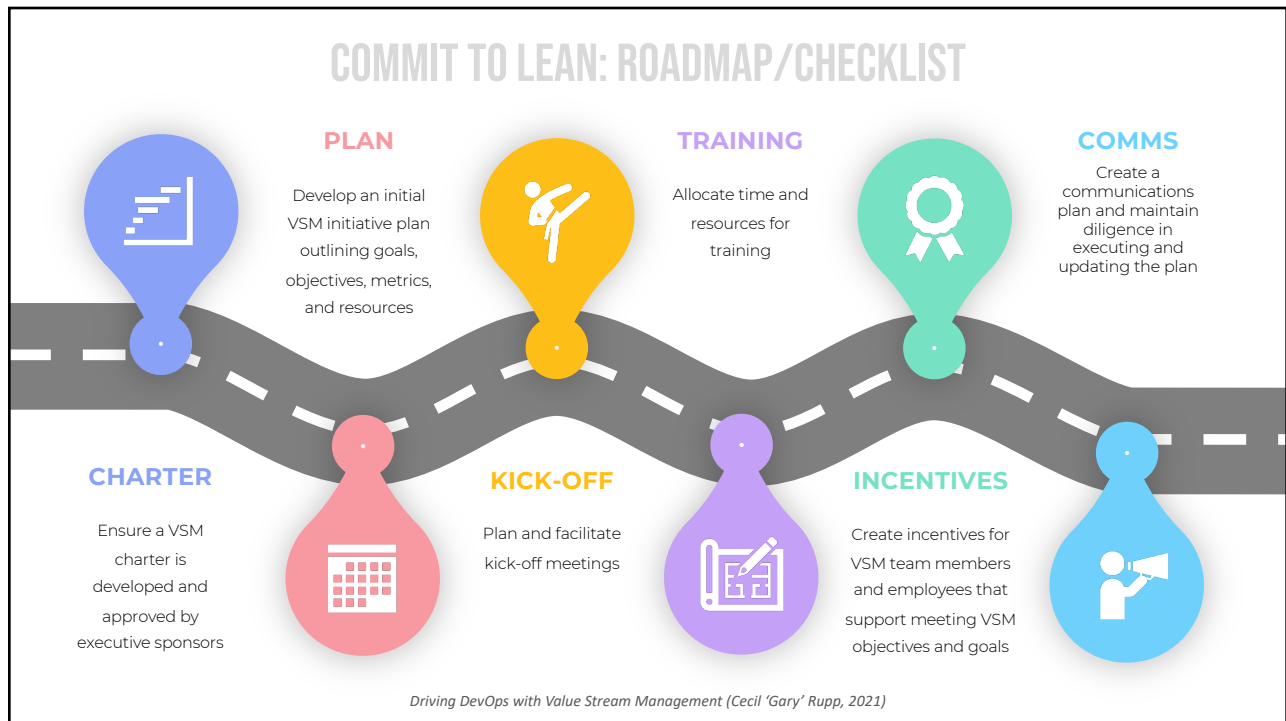 COMMIT TO LEAN: ROADMAP/CHECKLIST
CHARTER
Ensure a VSM
charter is
developed and
approved by
executive sponsors
PLAN
Develop an initial
VSM initiative plan
outlining goals,
objectives, metrics,
and resources
KICK-OFF
Plan and facilitate
kick-off meetings
TRAINING
Allocate time and
resources for
training
INCENTIVES
Create incentives for
VSM team members
and employees that
support meeting VSM
objectives and goals
COMMS
Create a
communications
plan and maintain
diligence in
executing and
updating the plan
Driving DevOps with Value Stream Management (Cecil ‘Gary’ Rupp, 2021)